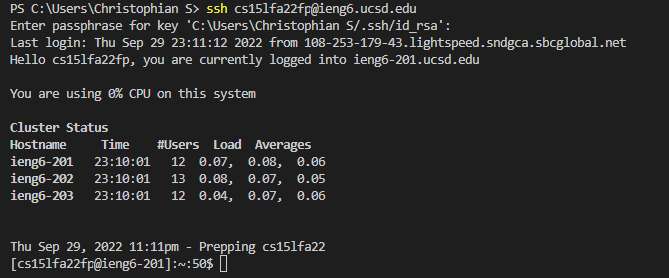 PS C:\Users\Christophian S> ssh cs15lfa22fp@ieng6.ucsd.edu
Enter passphrase for key 'C:\Users\Christophian S/.ssh/id_rsa':
Last login: Thu Sep 29 23:11:12 2022 from 108-253-179-43.lightspeed.sndgca.sbcglobal.net
Hello cs15lfa22fp, you are currently logged into ieng6-201.ucsd.edu
You are using 0% CPU on this system
Cluster Status
Hostname Time #Users Load Averages
ieng6-201 23:10:01 12 0.07, 0.08, 0.06
ieng6-202 23:10:01 13 0.08, 0.07, 0.05
ieng6-203 23:10:01 12 0.04, 0.07, 0.06
Thu Sep 29, 2022 11:11pm - Prepping cs15lfa22
[cs15lfa22fp@ieng6-201]:~:50$